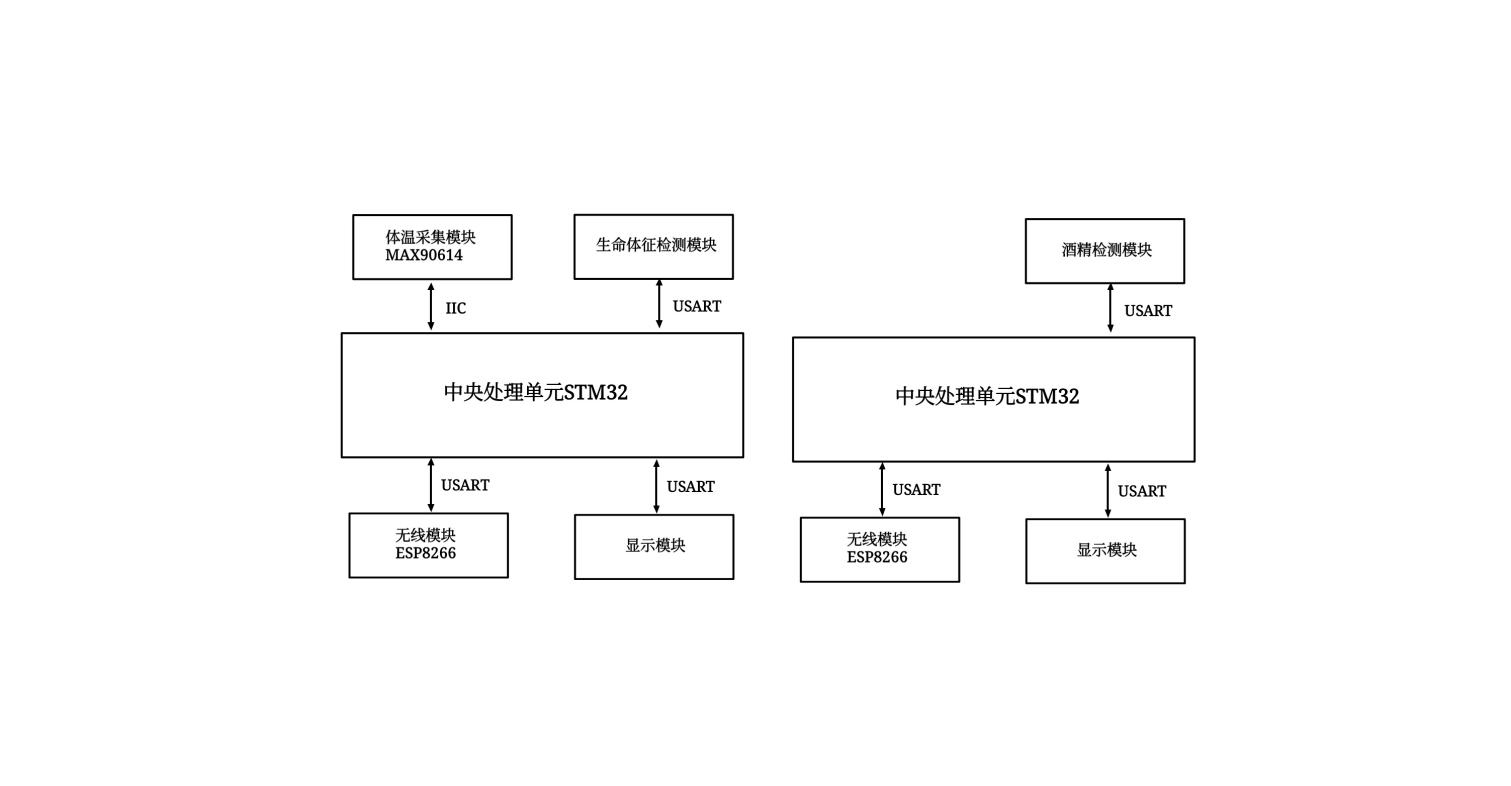 体温采集模块
MAX90614
生命体征检测模块
IIC
USART
中央处理单元STM32
USART
USART
无线模块
ESP8266
显示模块
酒精检测模块
USART
中央处理单元STM32
USART
USART
无线模块
ESP8266
显示模块